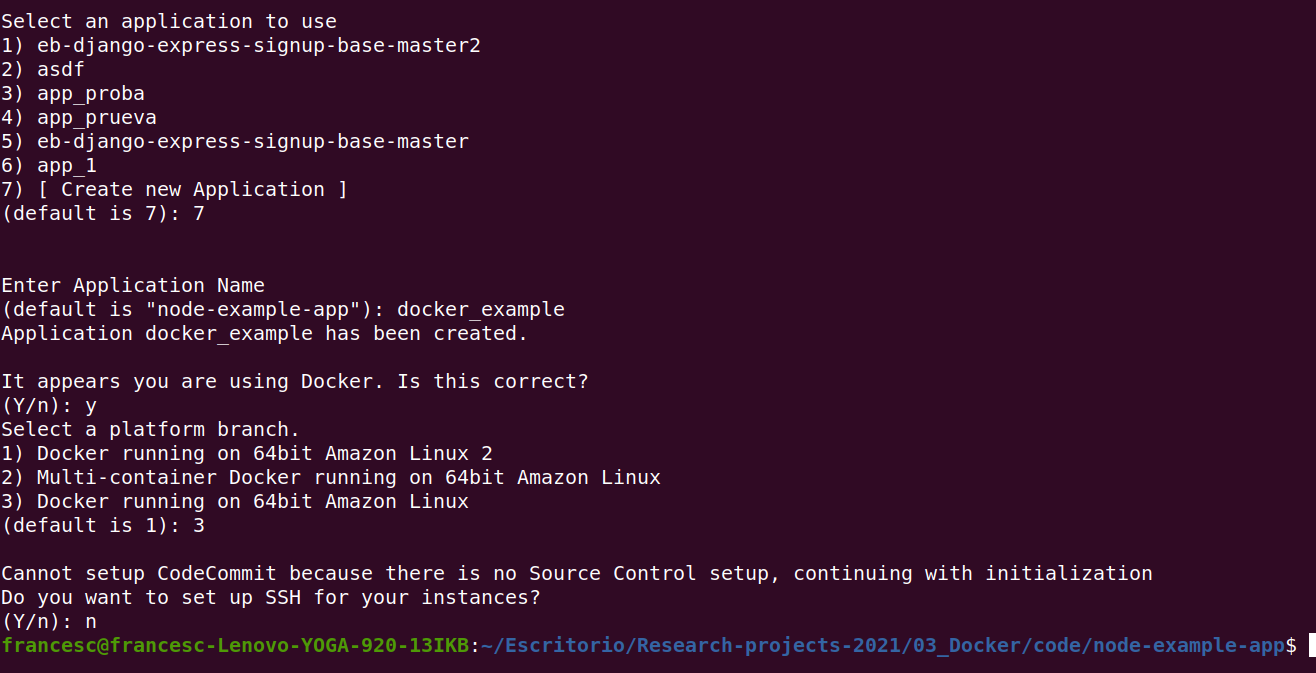 Select an application to use
1) eb-django-express-signup-base-master2
2) asdf
3) app_proba
4) app_prueva
5) eb-django-express-signup-base-master
6) app_1
7) [ Create new Application ]
(default is 7): 7
Enter Application Name
(default is "node-example-app"): docker_example
Application docker_example has been created.
It appears you are using Docker. Is this correct?
(Y/n): y
Select a platform branch.
1) Docker running on 64bit Amazon Linux 2
2) Multi-container Docker running on 64bit Amazon Linux
3) Docker running on 64bit Amazon Linux
(default is 1): 3
Cannot setup CodeCommit because there is no Source Control setup, continuing with initialization
Do you want to set up SSH for your instances?
(Y/n): n
francesc@francesc-Lenovo-YOGA-920-13IKB:~/Escritorio/Research-projects-2021/03_Docker/code/node-example-app$